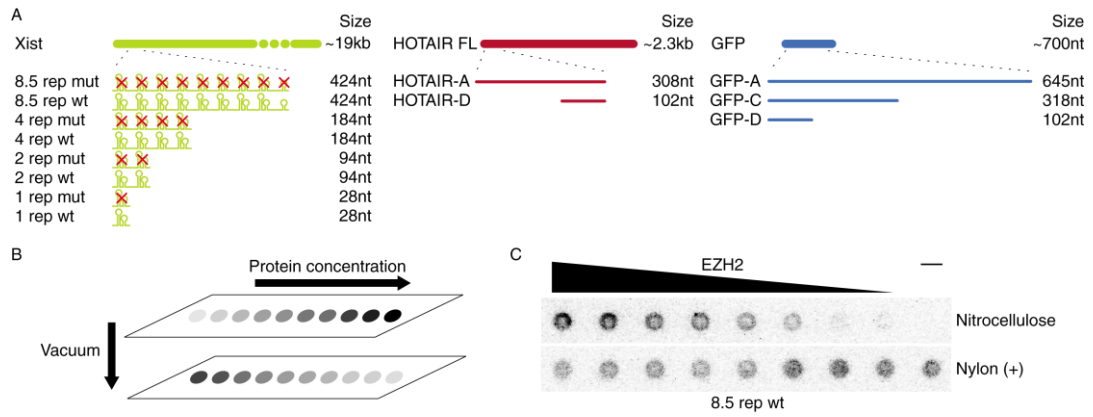 A
Size
Xist ~19kb
8.5 rep mut 424nt
8.5 rep wt 424nt
4 rep mut 184nt
4 rep wt 184nt
2 rep mut 94nt
2 rep wt 94nt
1 rep mut 28nt
1 rep wt 28nt
Size
HOTAIR FL ~2.3kb
HOTAIR-A 308nt
HOTAIR-D 102nt
Size
GFP ~700nt
GFP-A 645nt
GFP-C 318nt
GFP-D 102nt
B
Protein concentration
Vacuum
C
EZH2 —
Nitrocellulose
Nylon (+)
8.5 rep wt